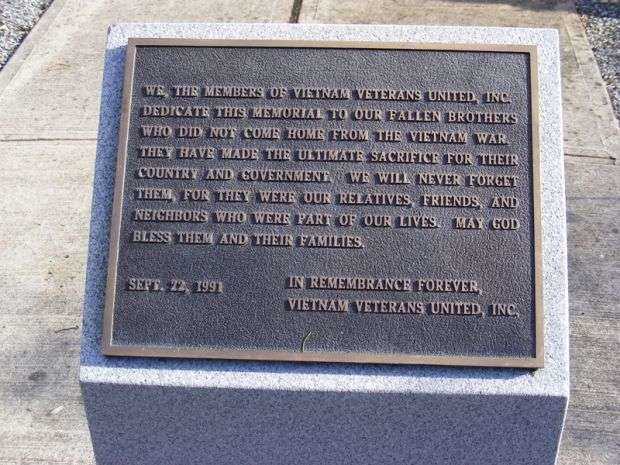 WE, THE MEMBERS OF VIETNAM VETERANS UNITED, INC.
DEDICATE THIS MEMORIAL TO OUR FALLEN BROTHERS
WHO DID NOT COME HOME FROM THE VIETNAM WAR.
THEY HAVE MADE THE ULTIMATE SACRIFICE FOR THEIR
COUNTRY AND GOVERNMENT. WE WILL NEVER FORGET
THEM, FOR THEY WERE OUR RELATIVES, FRIENDS, AND
NEIGHBORS WHO WERE PART OF OUR LIVES. MAY GOD
BLESS THEM AND THEIR FAMILIES.
SEPT. 22, 1991
IN REMEMBRANCE FOREVER,
VIETNAM VETERANS UNITED, INC.